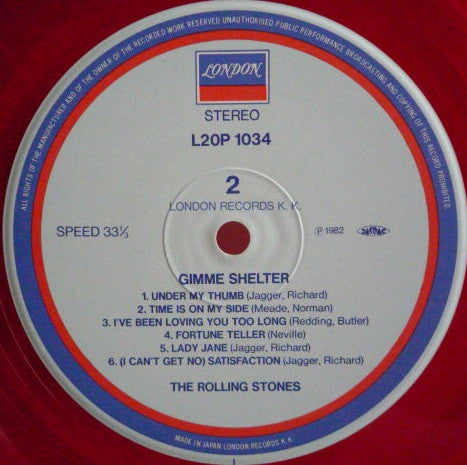 ALL RIGHTS OF THE MANUFACTURER AND OF THE OWNER OF THE RECORDED WORK RESERVED UNAUTHORISED PUBLIC PERFORMANCE BROADCASTING AND COPYING OF THIS RECORD PROHIBITED.
LONDON
STEREO
L20P 1034
2
LONDON RECORDS K. K.
SPEED 33⅓
Ⓟ 1982
JASRAC
GIMME SHELTER
1. UNDER MY THUMB (Jagger, Richard)
2. TIME IS ON MY SIDE (Meade, Norman)
3. I'VE BEEN LOVING YOU TOO LONG (Redding, Butler)
4. FORTUNE TELLER (Neville)
5. LADY JANE (Jagger, Richard)
6. (I CAN'T GET NO) SATISFACTION (Jagger, Richard)
THE ROLLING STONES
MADE IN JAPAN LONDON RECORDS K. K.